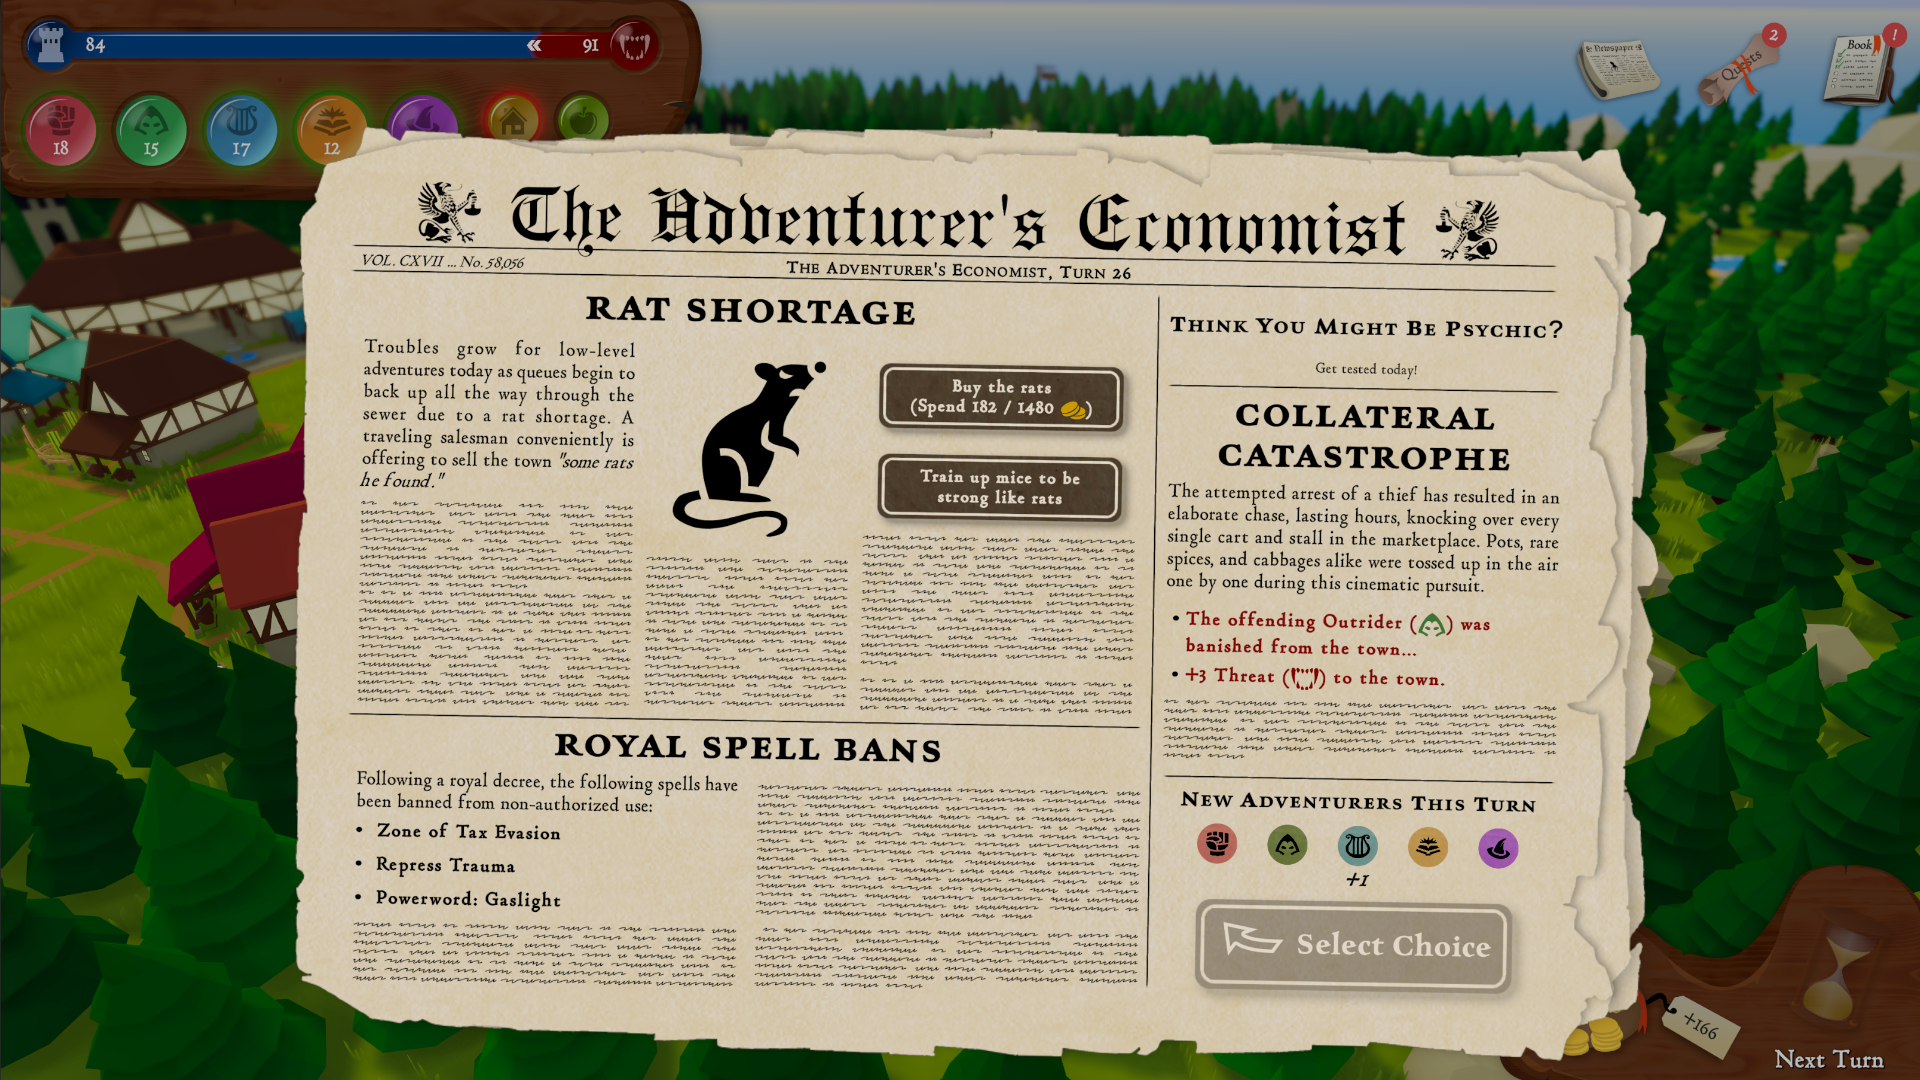 84
91
18
15
17
12
Newspaper
Quests
2
Book
!
The Adventurer's Economist
VOL. CXVII ... No. 58,056
The Adventurer's Economist, Turn 26
RAT SHORTAGE
Troubles grow for low-level
adventures today as queues begin to
back up all the way through the
sewer due to a rat shortage. A
traveling salesman conveniently is
offering to sell the town "some rats
he found."
Buy the rats
(Spend 182 / 1480 )
Train up mice to be
strong like rats
ROYAL SPELL BANS
Following a royal decree, the following spells have
been banned from non-authorized use:
• Zone of Tax Evasion
• Repress Trauma
• Powerword: Gaslight
Think You Might Be Psychic?
Get tested today!
COLLATERAL
CATASTROPHE
The attempted arrest of a thief has resulted in an
elaborate chase, lasting hours, knocking over every
single cart and stall in the marketplace. Pots, rare
spices, and cabbages alike were tossed up in the air
one by one during this cinematic pursuit.
• The offending Outrider ( ) was
banished from the town...
• +3 Threat ( ) to the town.
New Adventurers This Turn
+1
Select Choice
+166
Next Turn